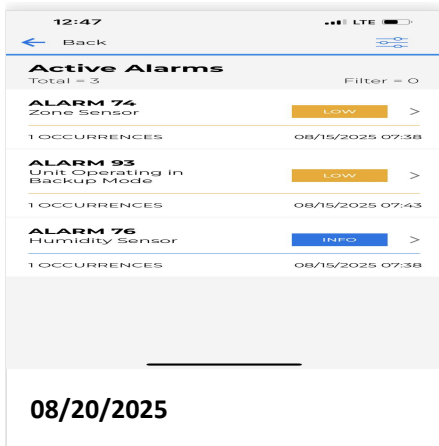 12:47 LTE
Back
Active Alarms
Total = 3 Filter = 0
ALARM 74
Zone Sensor
LOW >
1 OCCURRENCES 08/15/2025 07:38
ALARM 93
Unit Operating in
Backup Mode
LOW >
1 OCCURRENCES 08/15/2025 07:43
ALARM 76
Humidity Sensor
INFO >
1 OCCURRENCES 08/15/2025 07:38
08/20/2025